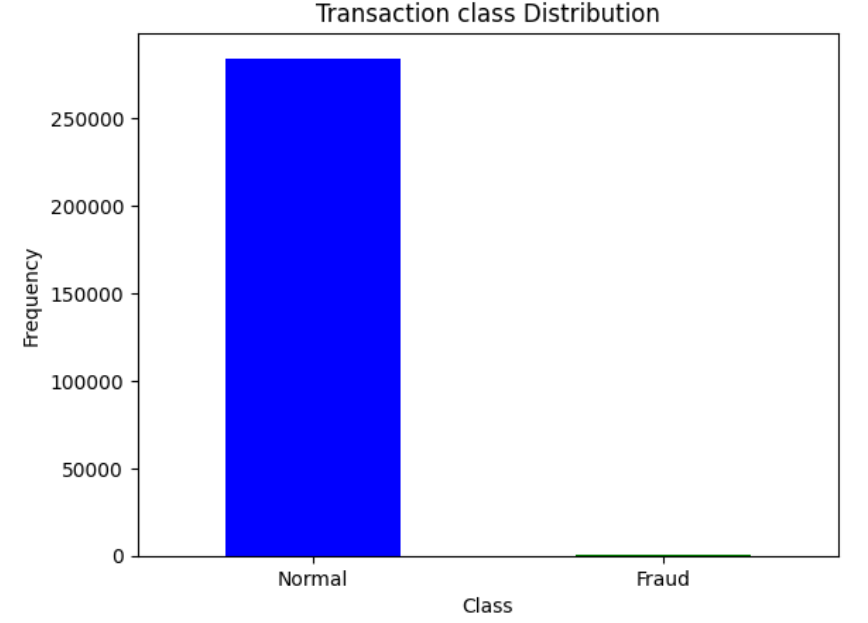 Transaction class Distribution
250000
200000
150000
100000
50000
0
Frequency
Normal Fraud
Class